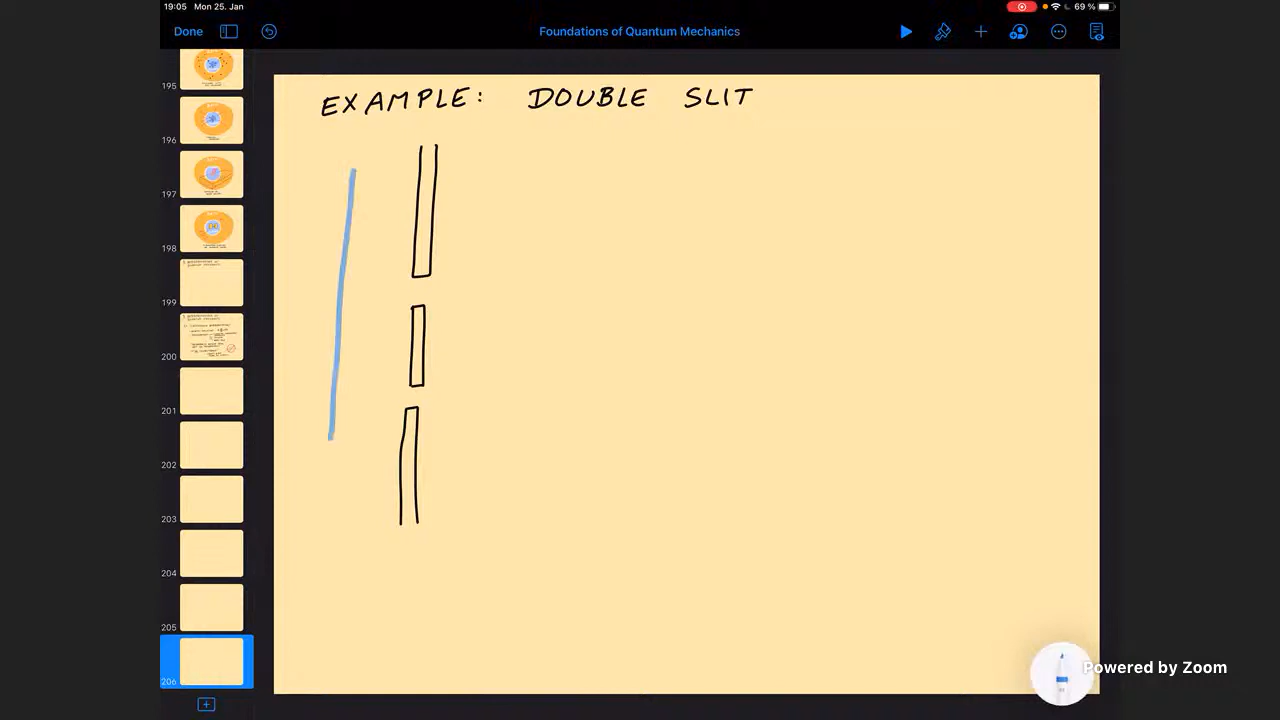 19:05 Mon 25. Jan
69 %
Done
Foundations of Quantum Mechanics
EXAMPLE: DOUBLE SLIT
195
196
197
198
199
200
201
202
203
204
205
206
Powered by Zoom